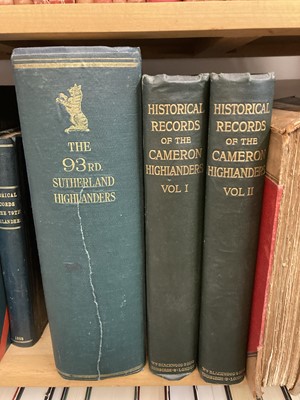 RECORDS
THE
93RD
SUTHERLAND
HIGHLANDERS
HISTORICAL
RECORDS
OF THE
CAMERON
HIGHLANDERS
VOL I
HISTORICAL
RECORDS
OF THE
CAMERON
HIGHLANDERS
VOL II